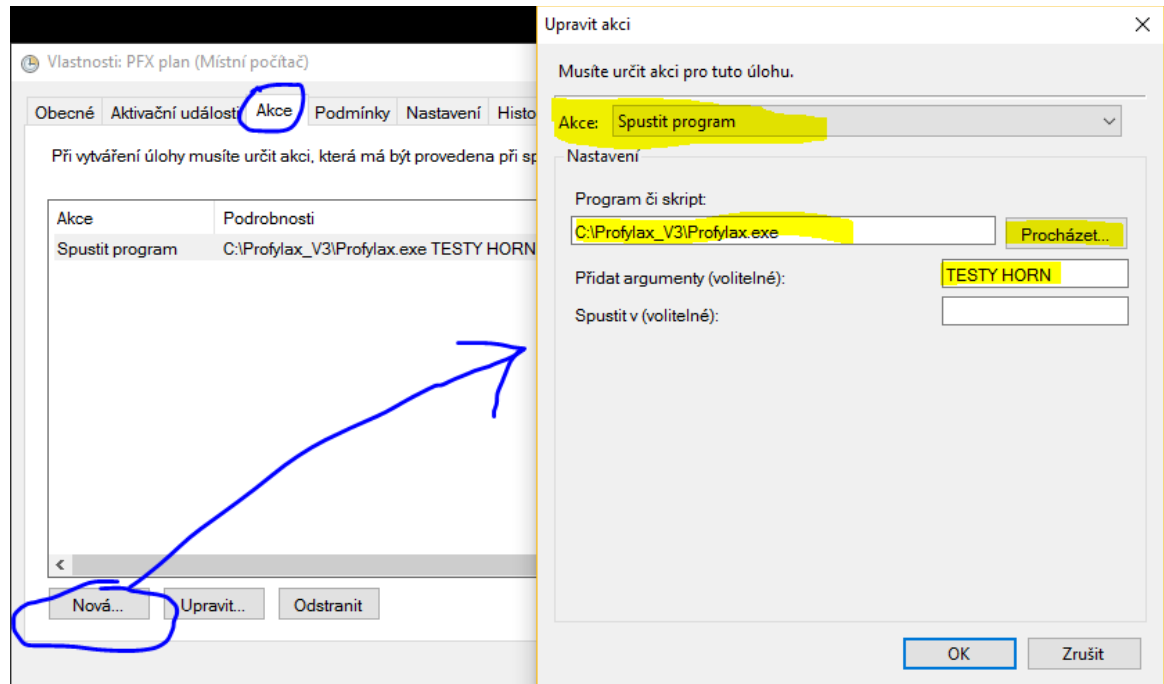 Vlastnosti: PFX plan (Místní počítač)
Obecné Aktivační události Akce Podmínky Nastavení Histo
Při vytváření úlohy musíte určit akci, která má být provedena při sp
Akce Podrobnosti
Spustit program C:\Profylax_V3\Profylax.exe TESTY HORN
Nová... Upravit... Odstranit
Upravit akci
Musíte určit akci pro tuto úlohu.
Akce: Spustit program
Nastavení
Program či skript:
C:\Profylax_V3\Profylax.exe Procházet...
Přidat argumenty (volitelné): TESTY HORN
Spustit v (volitelné):
OK Zrušit